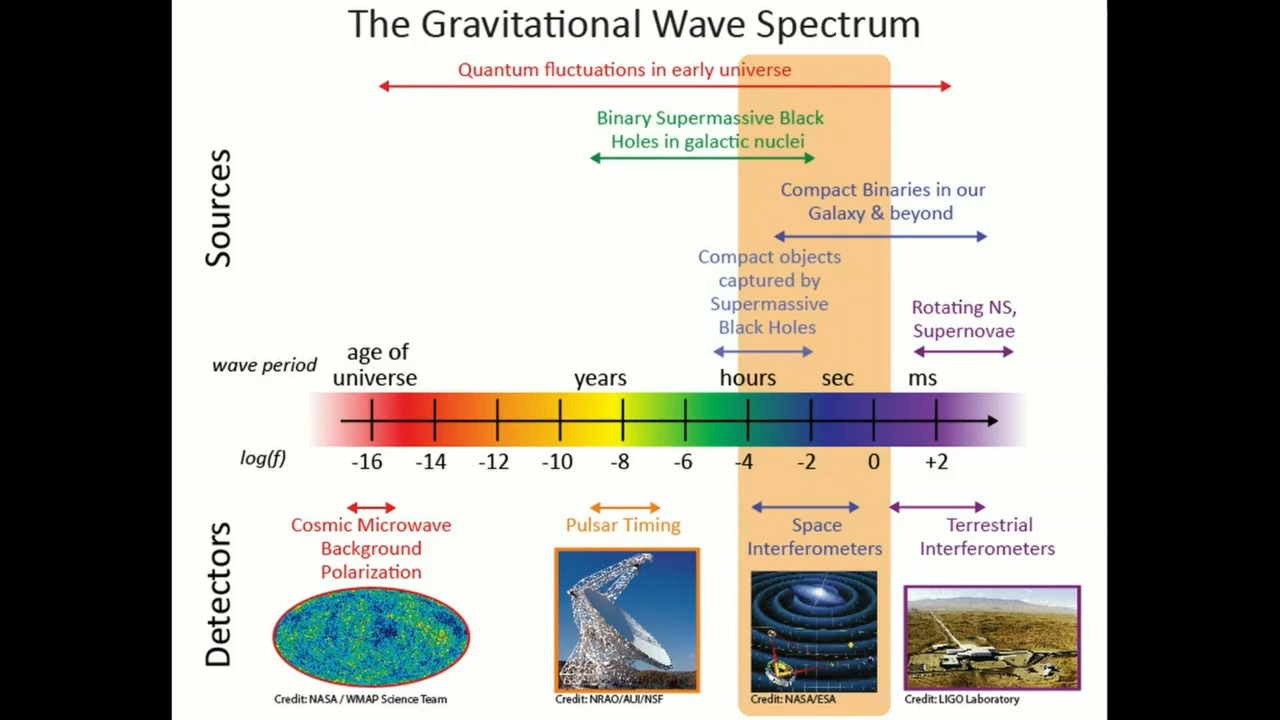 The Gravitational Wave Spectrum
Quantum fluctuations in early universe
Binary Supermassive Black
Holes in galactic nuclei
Compact Binaries in our
Galaxy & beyond
Compact objects
captured by
Supermassive
Black Holes
Rotating NS,
Supernovae
Sources
wave period
age of
universe
years
hours
sec
ms
log(f)
-16 -14 -12 -10 -8 -6 -4 -2 0 +2
Detectors
Cosmic Microwave
Background
Polarization
Pulsar Timing
Space
Interferometers
Terrestrial
Interferometers
Credit: NASA / WMAP Science Team
Credit: NRAO/AUI/NSF
Credit: NASA/ESA
Credit: LIGO Laboratory